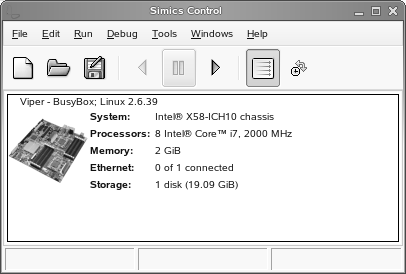 Simics Control
File Edit Run Debug Tools Windows Help
Viper - BusyBox; Linux 2.6.39
System: Intel® X58-ICH10 chassis
Processors: 8 Intel® Core™ i7, 2000 MHz
Memory: 2 GiB
Ethernet: 0 of 1 connected
Storage: 1 disk (19.09 GiB)